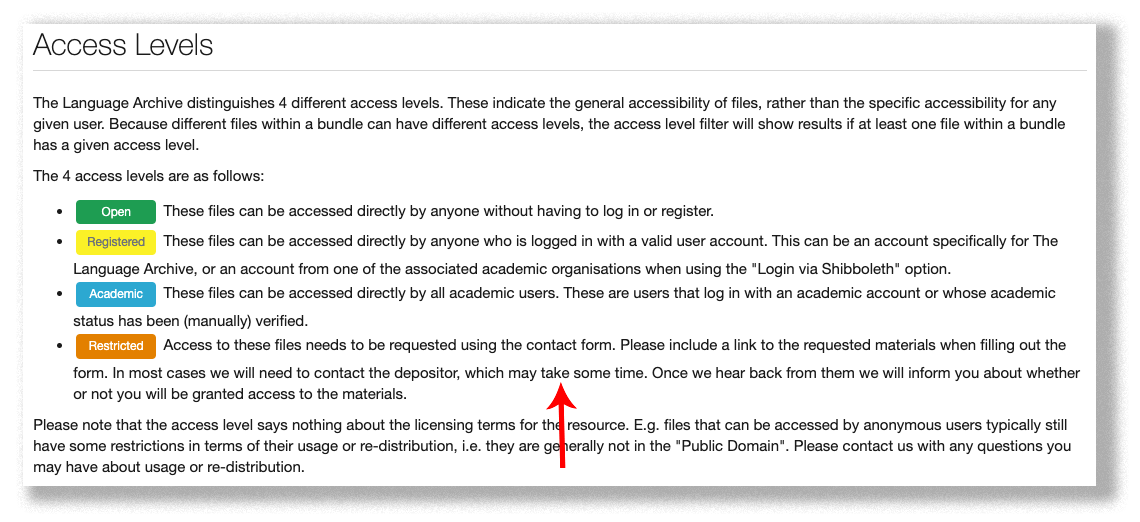 Access Levels
The Language Archive distinguishes 4 different access levels. These indicate the general accessibility of files, rather than the specific accessibility for any
given user. Because different files within a bundle can have different access levels, the access level filter will show results if at least one file within a bundle
has a given access level.
The 4 access levels are as follows:
• Open These files can be accessed directly by anyone without having to log in or register.
• Registered These files can be accessed directly by anyone who is logged in with a valid user account. This can be an account specifically for The
Language Archive, or an account from one of the associated academic organisations when using the "Login via Shibboleth" option.
• Academic These files can be accessed directly by all academic users. These are users that log in with an academic account or whose academic
status has been (manually) verified.
• Restricted Access to these files needs to be requested using the contact form. Please include a link to the requested materials when filling out the
form. In most cases we will need to contact the depositor, which may take some time. Once we hear back from them we will inform you about whether
or not you will be granted access to the materials.
Please note that the access level says nothing about the licensing terms for the resource. E.g. files that can be accessed by anonymous users typically still
have some restrictions in terms of their usage or re-distribution, i.e. they are generally not in the "Public Domain". Please contact us with any questions you
may have about usage or re-distribution.